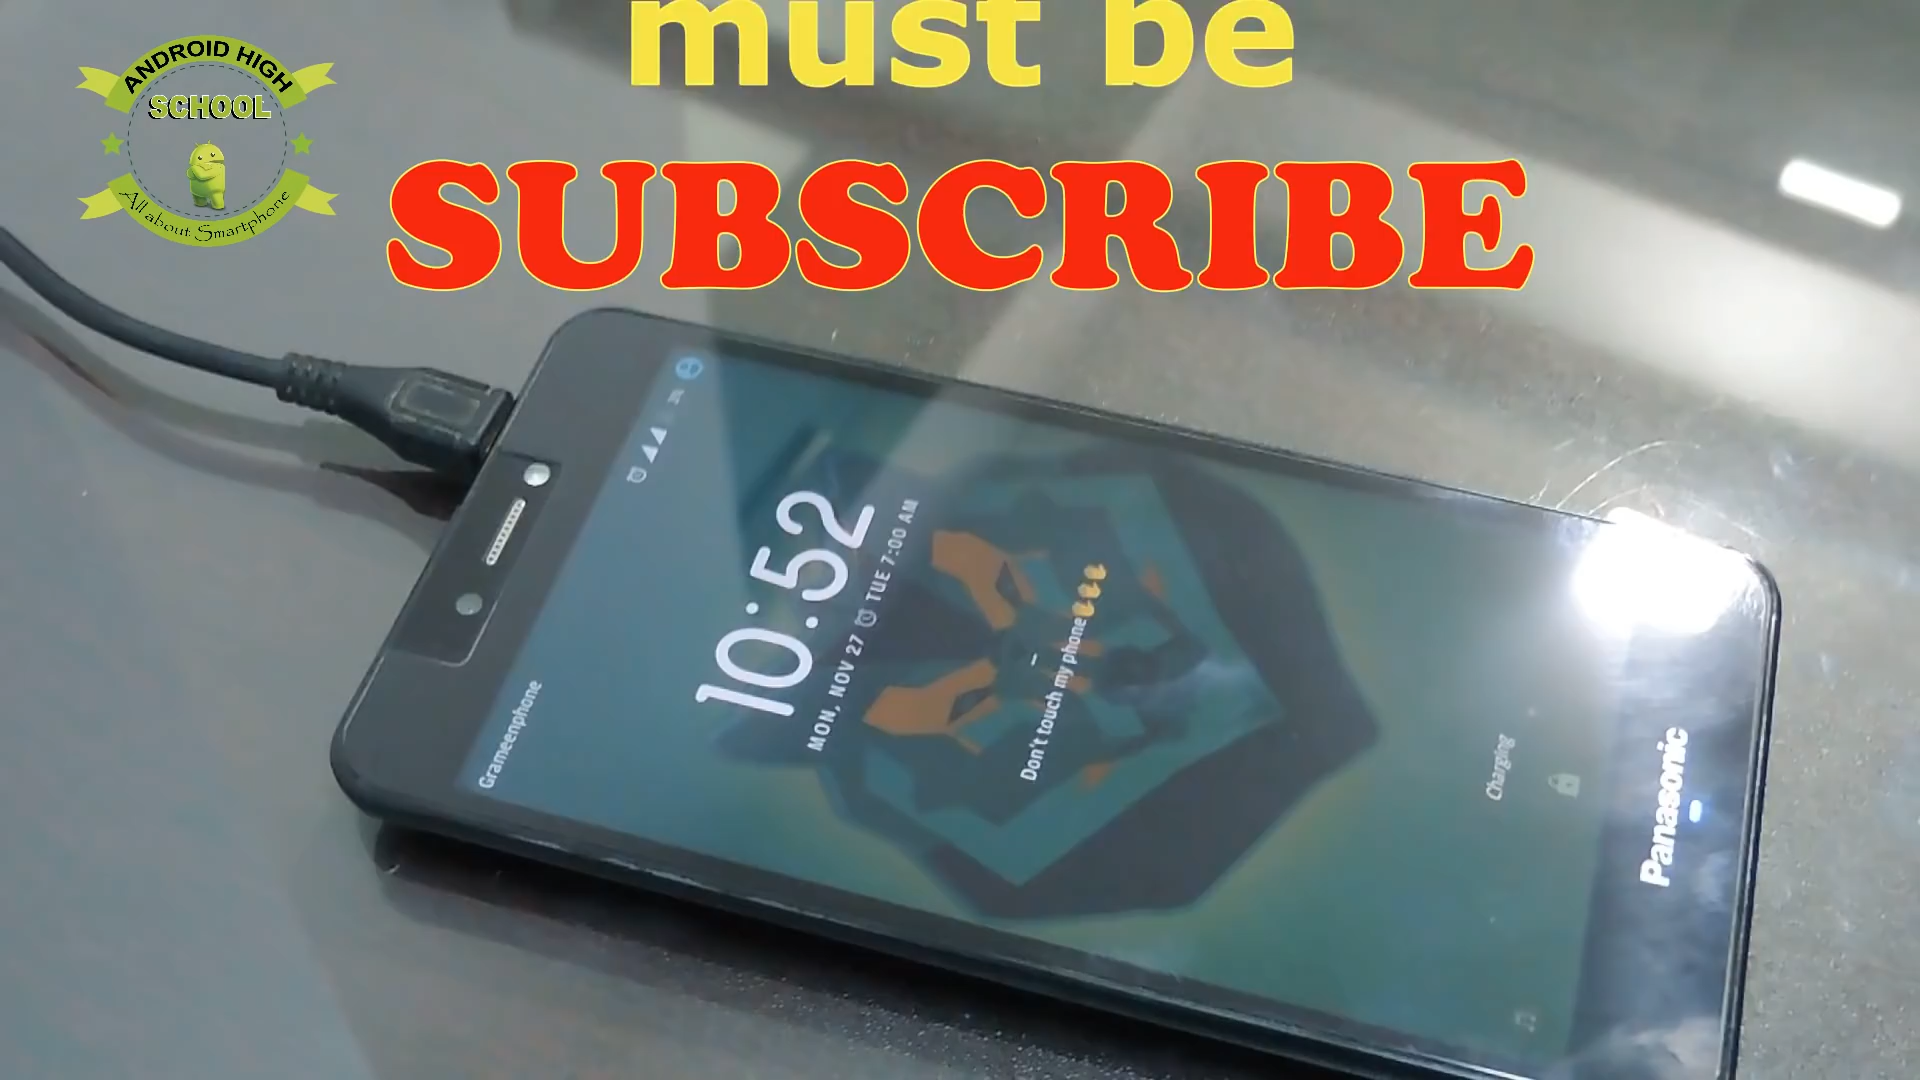 must be
SUBSCRIBE
ANDROID HIGH
SCHOOL
All about Smartphone
3%
Grameenphone
10:52
MON, NOV 27 ⏰ TUE 7:00 AM
Don't touch my phone
Charging
Panasonic